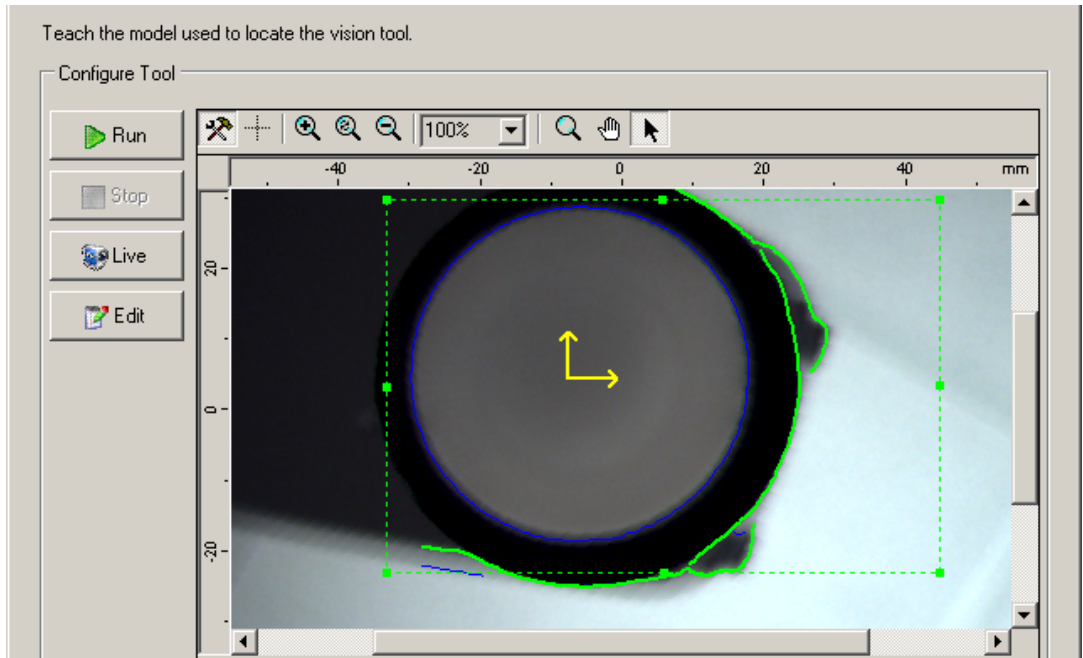 Teach the model used to locate the vision tool.
Configure Tool
Run
100%
Stop
-40 -20 0 20 40 mm
Live
20
Edit
0
-20